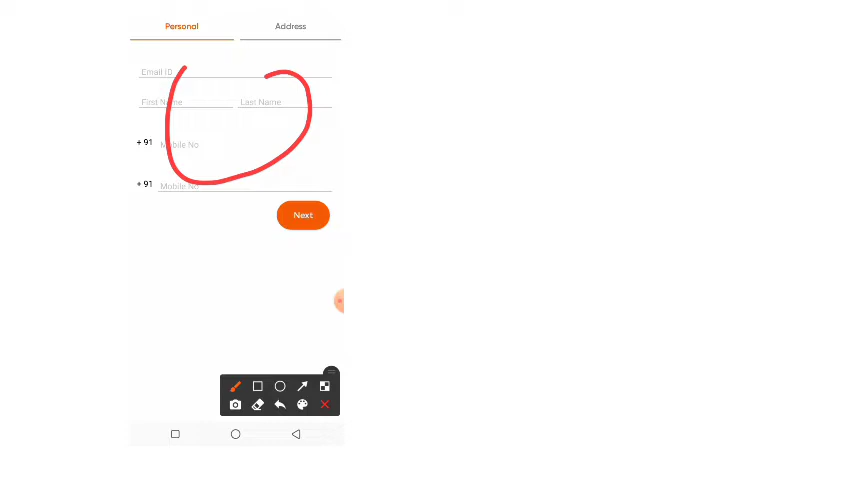 Personal Address
Email ID
First Name Last Name
+ 91 Mobile No
+ 91 Mobile No
Next